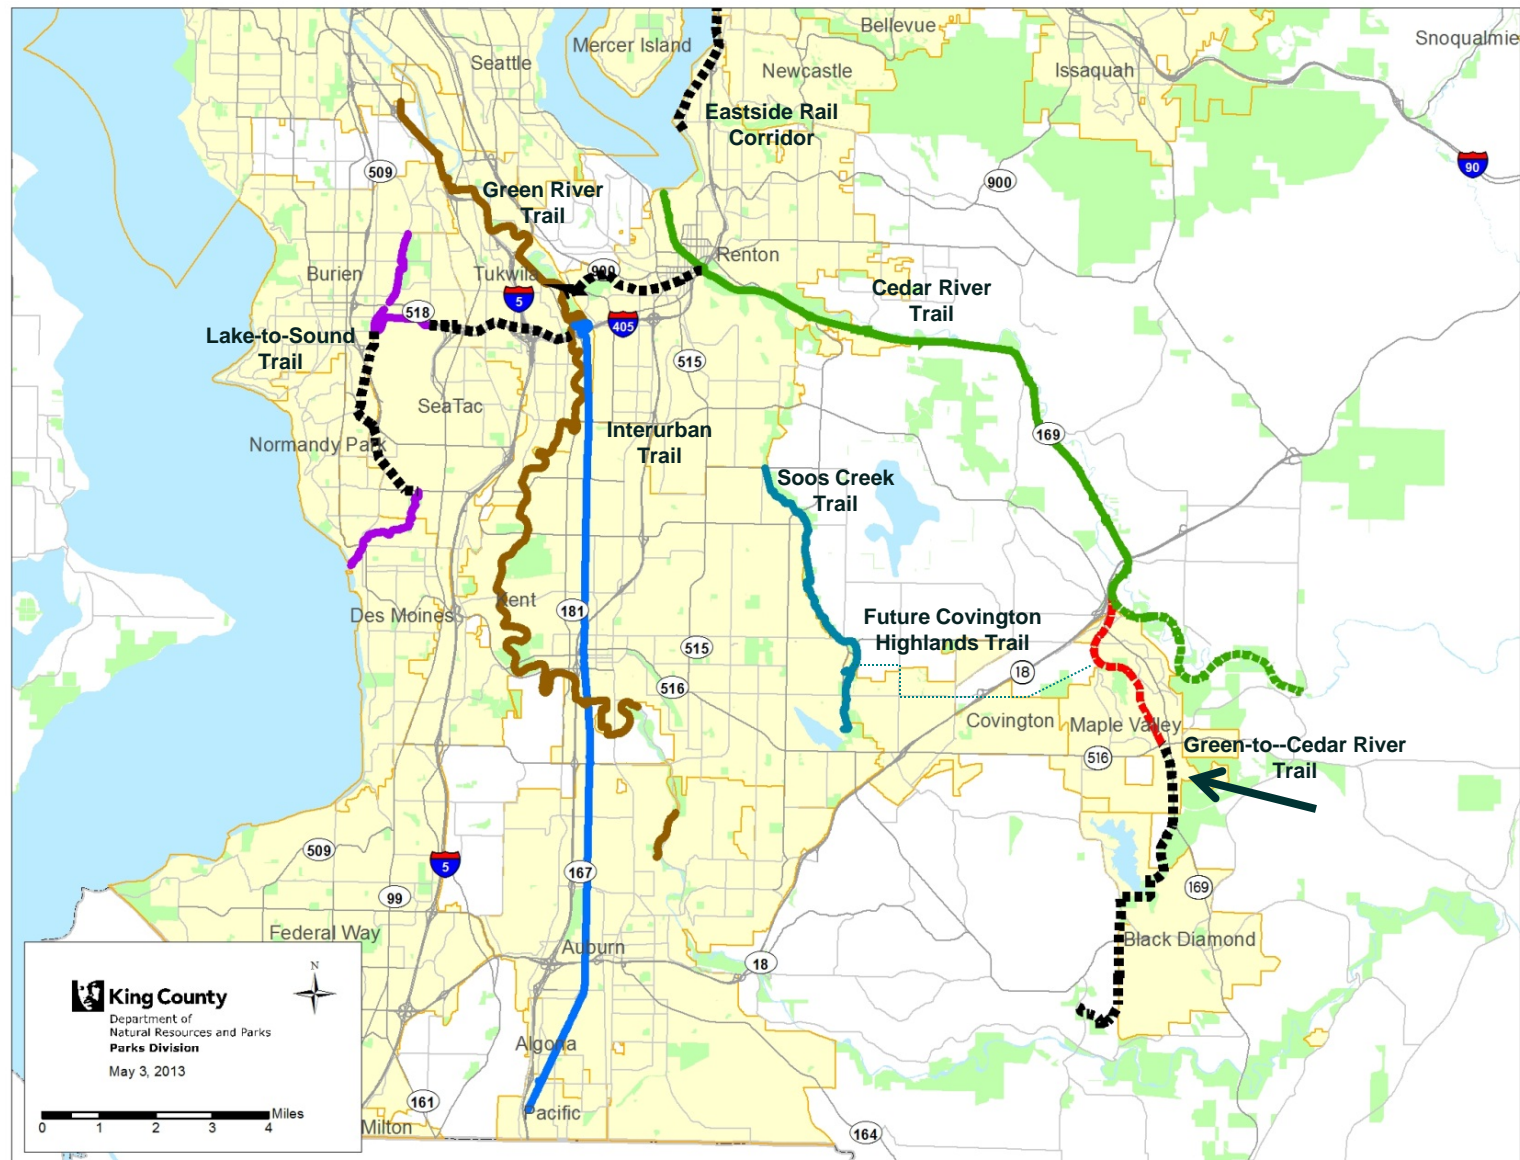 Bellevue
Mercer Island
Snoqualmie
Seattle
Newcastle
Issaquah
Eastside Rail
Corridor
90
509
900
Green River
Trail
Renton
Burien
Tukwila
900
Cedar River
Trail
5
518
405
Lake-to-Sound
Trail
515
SeaTac
Normandy Park
Interurban
Trail
169
Soos Creek
Trail
Kent
181
Des Moines
Future Covington
Highlands Trail
515
18
516
Covington
Maple Valley
516
Green-to--Cedar River
Trail
509
5
167
99
169
Federal Way
Auburn
Black Diamond
18
N
King County
Department of
Natural Resources and Parks
Parks Division
May 3, 2013
Algona
161
Miles
0 1 2 3 4
Pacific
Milton
164